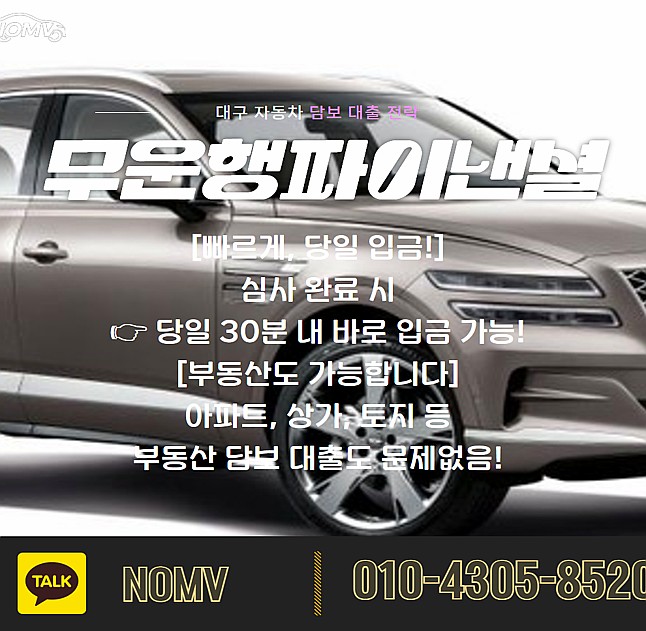 NOMV
대구 자동차 담보 대출 전략
무운행파이낸셜
[빠르게, 당일 입금!]
심사 완료 시
👉 당일 30분 내 바로 입금 가능!
[부동산도 가능합니다]
아파트, 상가, 토지 등
부동산 담보 대출도 문제없음!
TALK
NOMV
010-4305-8520